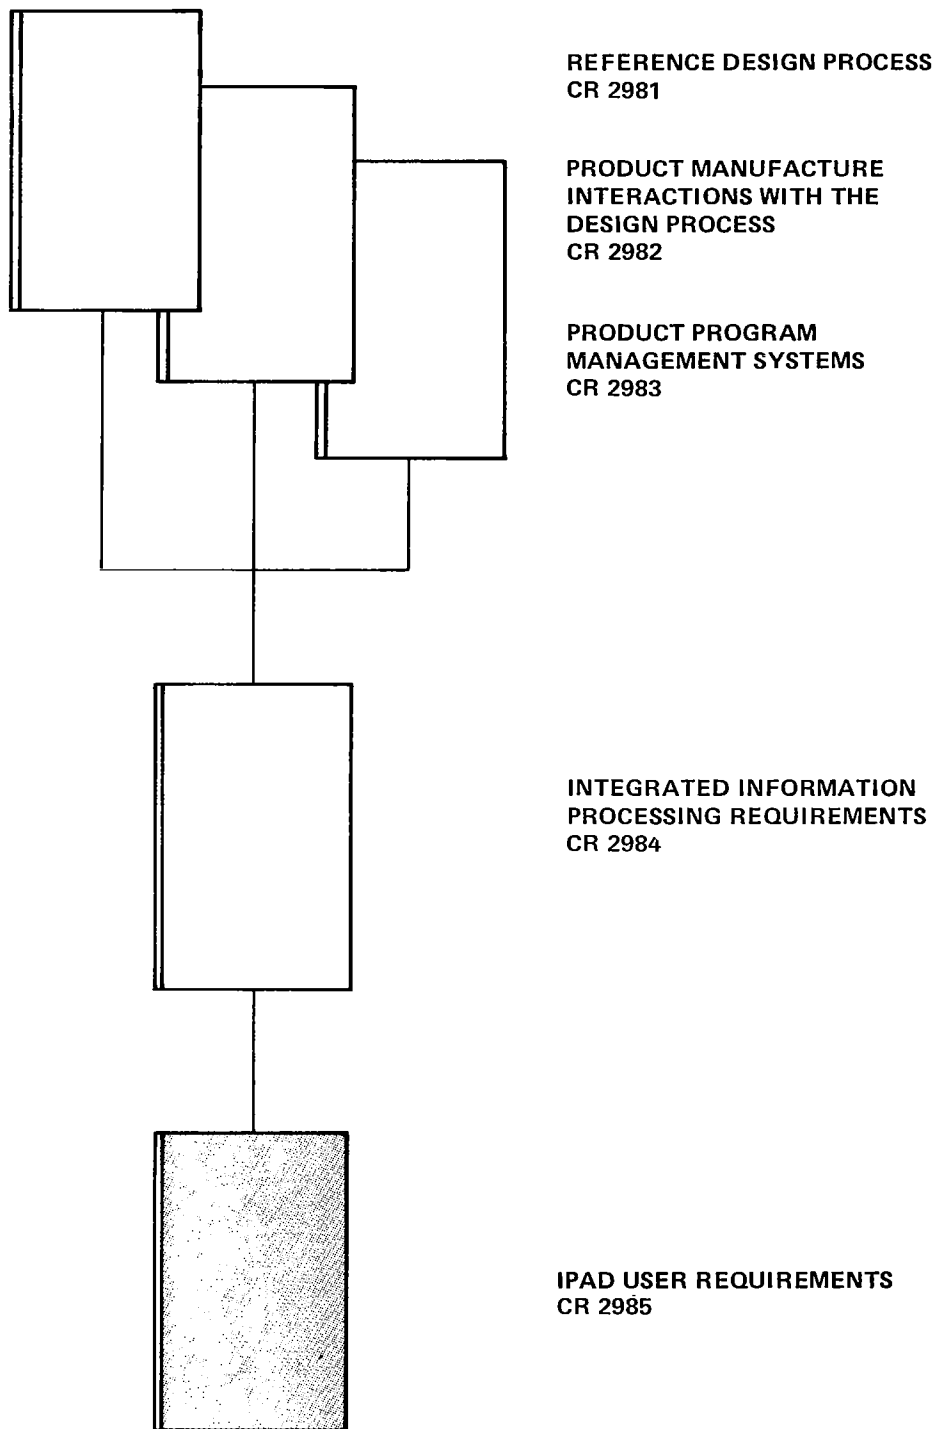 REFERENCE DESIGN PROCESS
CR 2981
PRODUCT MANUFACTURE
INTERACTIONS WITH THE
DESIGN PROCESS
CR 2982
PRODUCT PROGRAM
MANAGEMENT SYSTEMS
CR 2983
INTEGRATED INFORMATION
PROCESSING REQUIREMENTS
CR 2984
IPAD USER REQUIREMENTS
CR 2985